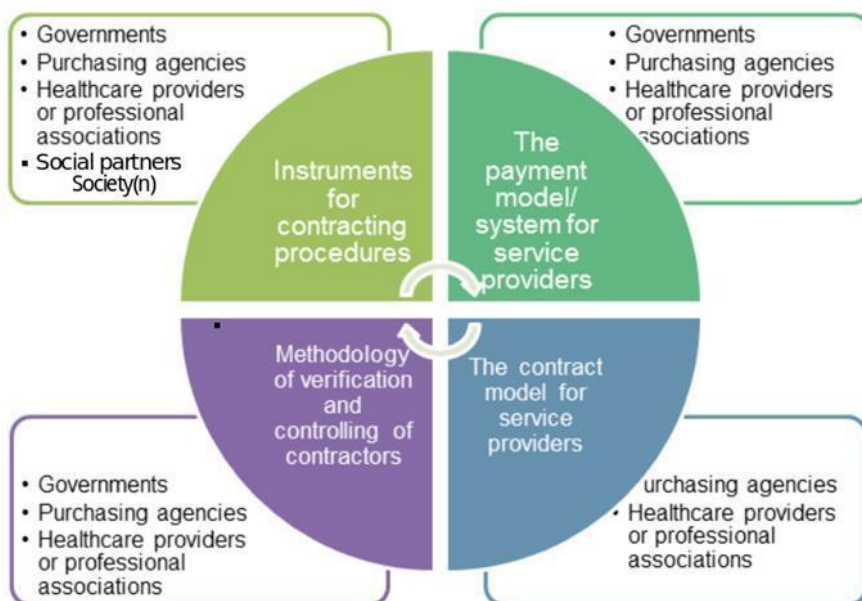 • Governments
• Purchasing agencies
• Healthcare providers
or professional
associations
▪ Social partners
Society(n)
Instruments
for
contracting
procedures
The
payment
model/
system for
service
providers
• Governments
• Purchasing agencies
• Healthcare providers
or professional
ssociations
Methodology
of verification
and
controlling of
contractors
The contract
model for
service
providers
• Governments
• Purchasing agencies
• Healthcare providers
or professional
associations
urchasing agencies
• Healthcare providers
or professional
associations